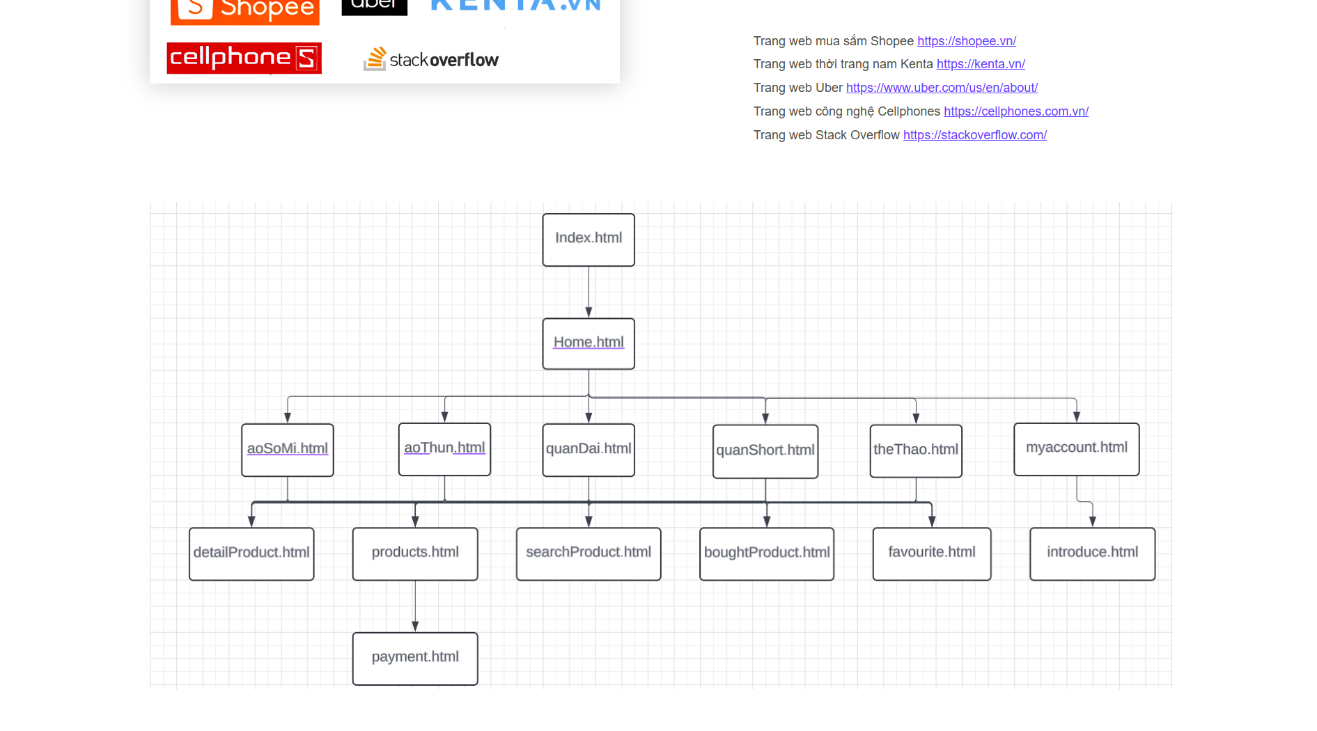 Shopee
uber
KENTA.VN
cellphoneS
stackoverflow
Trang web mua sắm Shopee https://shopee.vn/
Trang web thời trang nam Kenta https://kenta.vn/
Trang web Uber https://www.uber.com/us/en/about/
Trang web công nghệ Cellphones https://cellphones.com.vn/
Trang web Stack Overflow https://stackoverflow.com/
Index.html
Home.html
aoSoMi.html
aoThun.html
quanDai.html
quanShort.html
theThao.html
myaccount.html
detailProduct.html
products.html
searchProduct.html
boughtProduct.html
favourite.html
introduce.html
payment.html